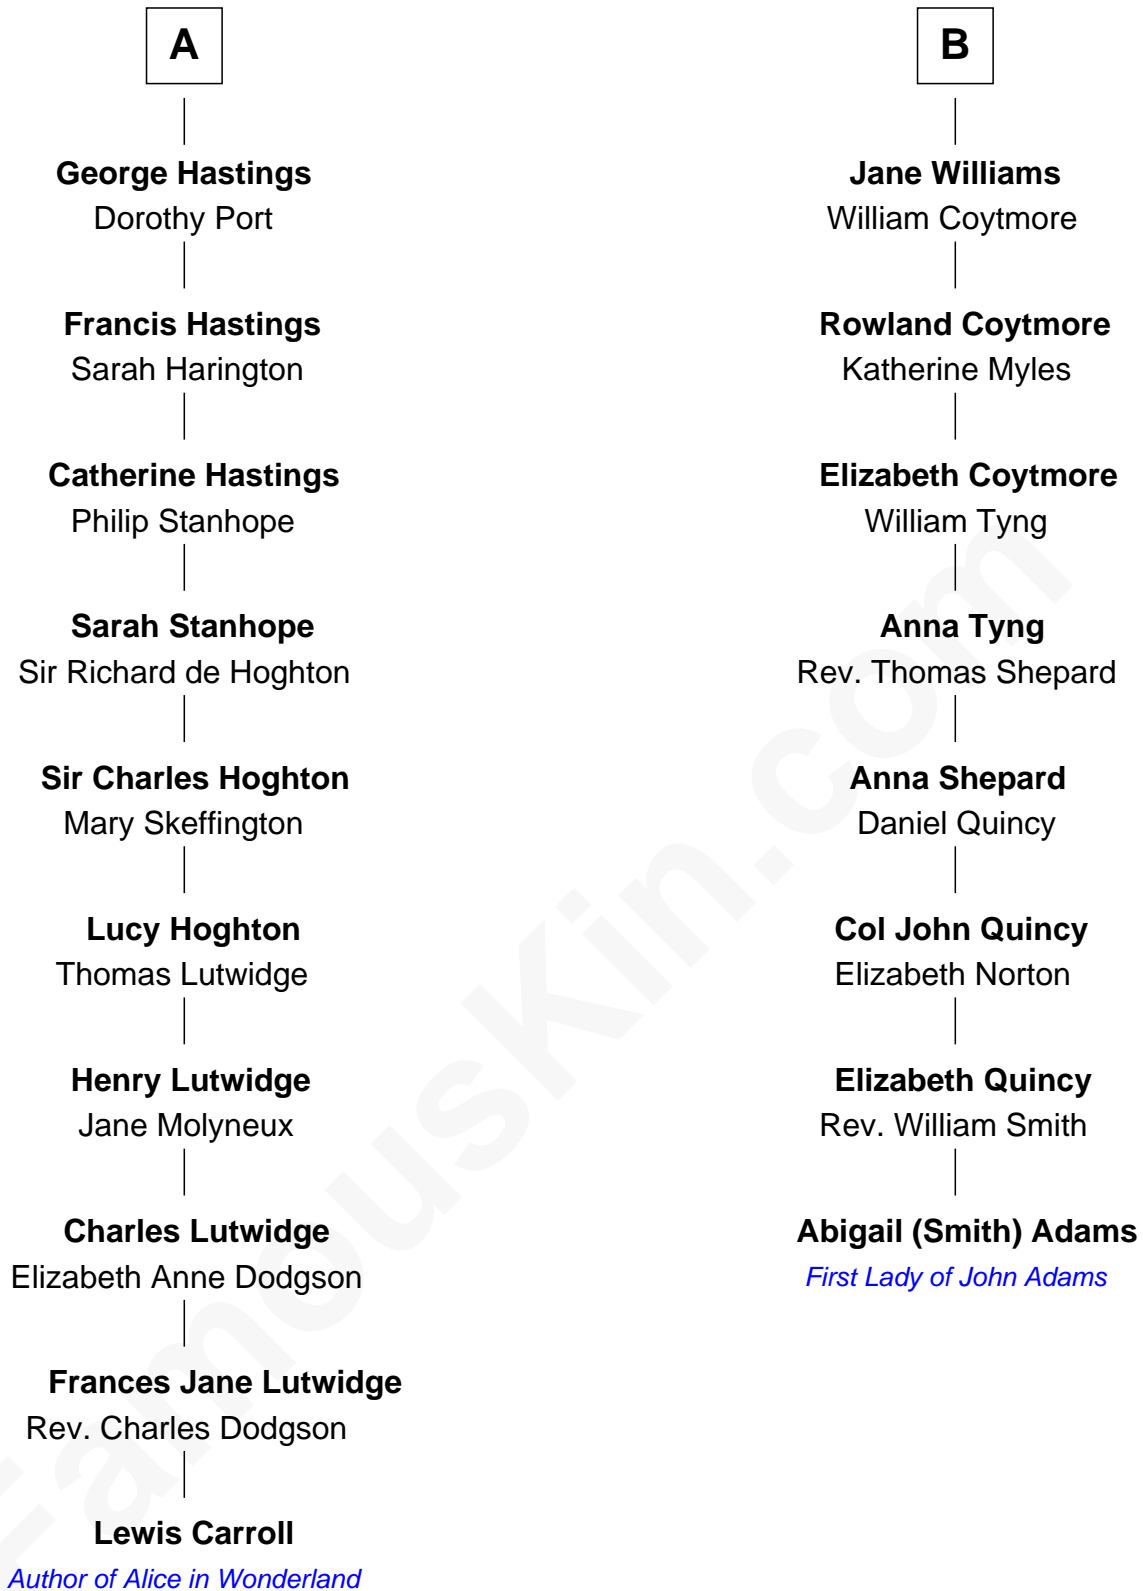 A
George Hastings
Dorothy Port
Francis Hastings
Sarah Harington
Catherine Hastings
Philip Stanhope
Sarah Stanhope
Sir Richard de Hoghton
Sir Charles Hoghton
Mary Skeffington
Lucy Hoghton
Thomas Lutwidge
Henry Lutwidge
Jane Molyneux
Charles Lutwidge
Elizabeth Anne Dodgson
Frances Jane Lutwidge
Rev. Charles Dodgson
Lewis Carroll
Author of Alice in Wonderland
B
Jane Williams
William Coytmore
Rowland Coytmore
Katherine Myles
Elizabeth Coytmore
William Tyng
Anna Tyng
Rev. Thomas Shepard
Anna Shepard
Daniel Quincy
Col John Quincy
Elizabeth Norton
Elizabeth Quincy
Rev. William Smith
Abigail (Smith) Adams
First Lady of John Adams
FamousKin.com